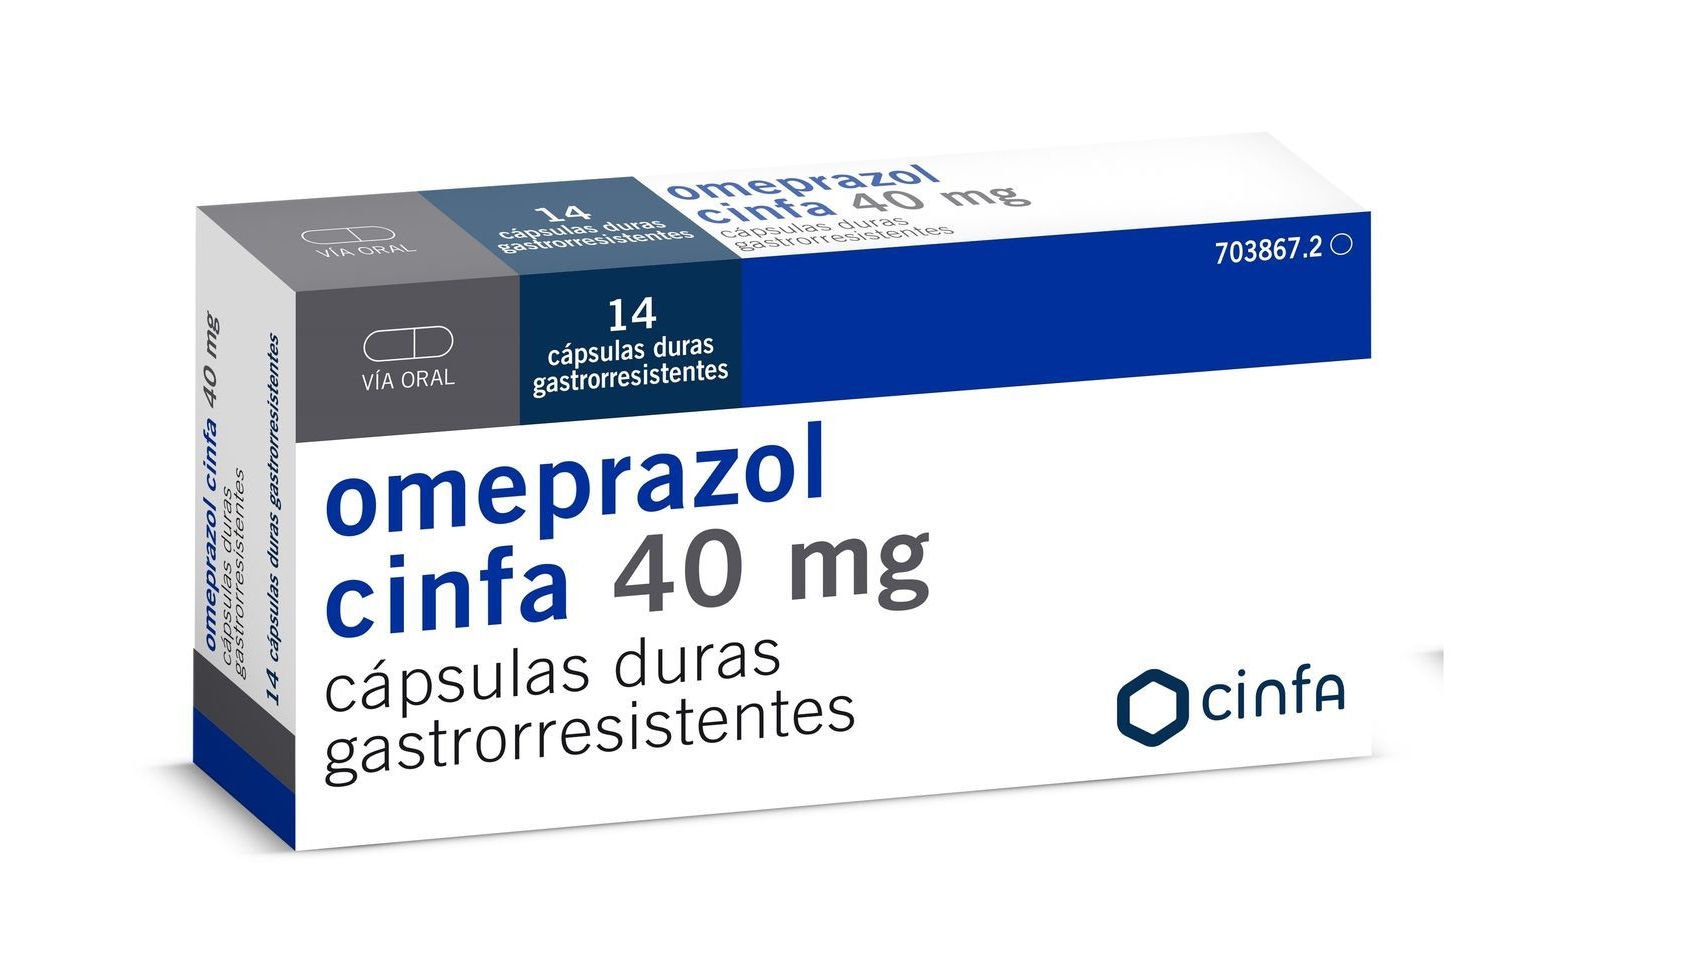 VÍA ORAL
14
cápsulas duras
gastrorresistentes
omeprazol
cinfa 40 mg
cápsulas duras
gastrorresistentes
703867.2
VÍA ORAL
14
cápsulas duras
gastrorresistentes
omeprazol
cinfa 40 mg
cápsulas duras
gastrorresistentes
cinfa
omeprazol cinfa 40 mg
cápsulas duras
gastrorresistentes
14 cápsulas duras gastrorresistentes